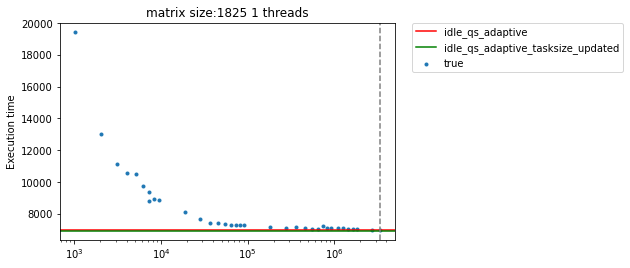 matrix size:1825 1 threads
Execution time
20000
18000
16000
14000
12000
10000
8000
10³
10⁴
10⁵
10⁶
idle_qs_adaptive
idle_qs_adaptive_tasksize_updated
true